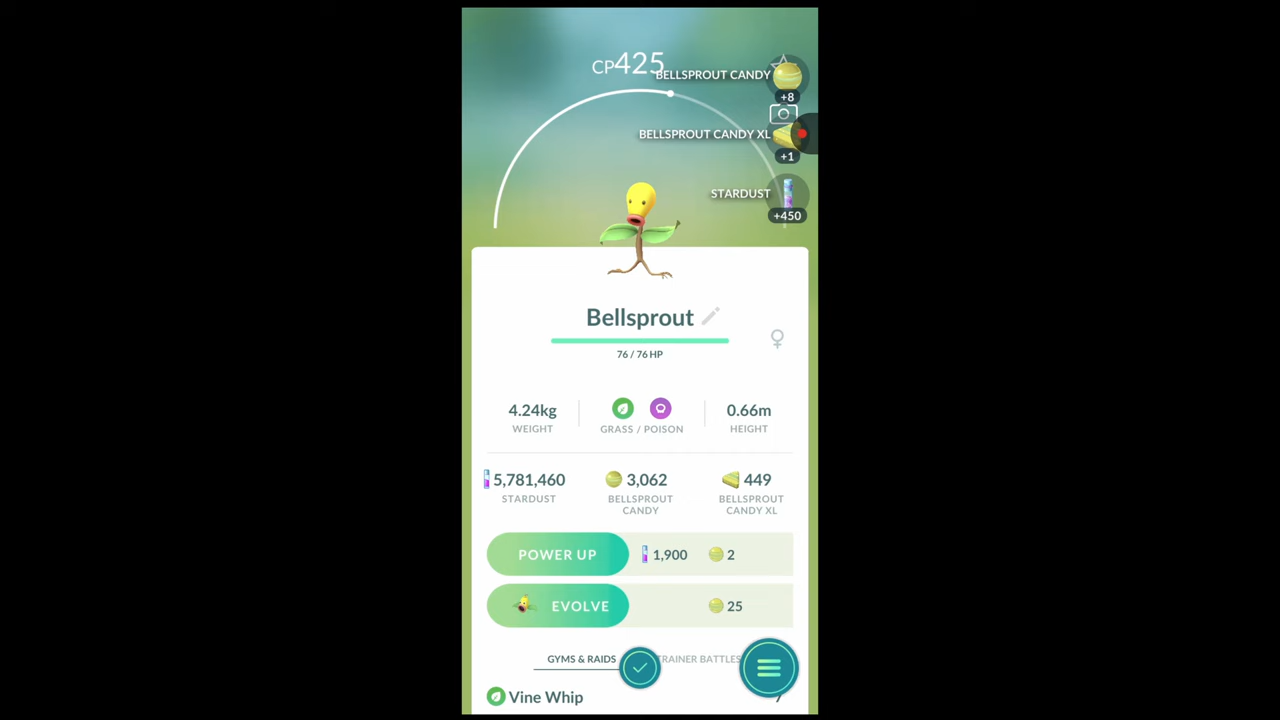 CP425
BELLSPROUT CANDY
+8
BELLSPROUT CANDY XL
+1
STARDUST
+450
Bellsprout
76 / 76 HP
4.24kg
WEIGHT
GRASS / POISON
0.66m
HEIGHT
5,781,460
STARDUST
3,062
BELLSPROUT
CANDY
449
BELLSPROUT
CANDY XL
POWER UP 1,900 2
EVOLVE 25
GYMS & RAIDS TRAINER BATTLES
Vine Whip